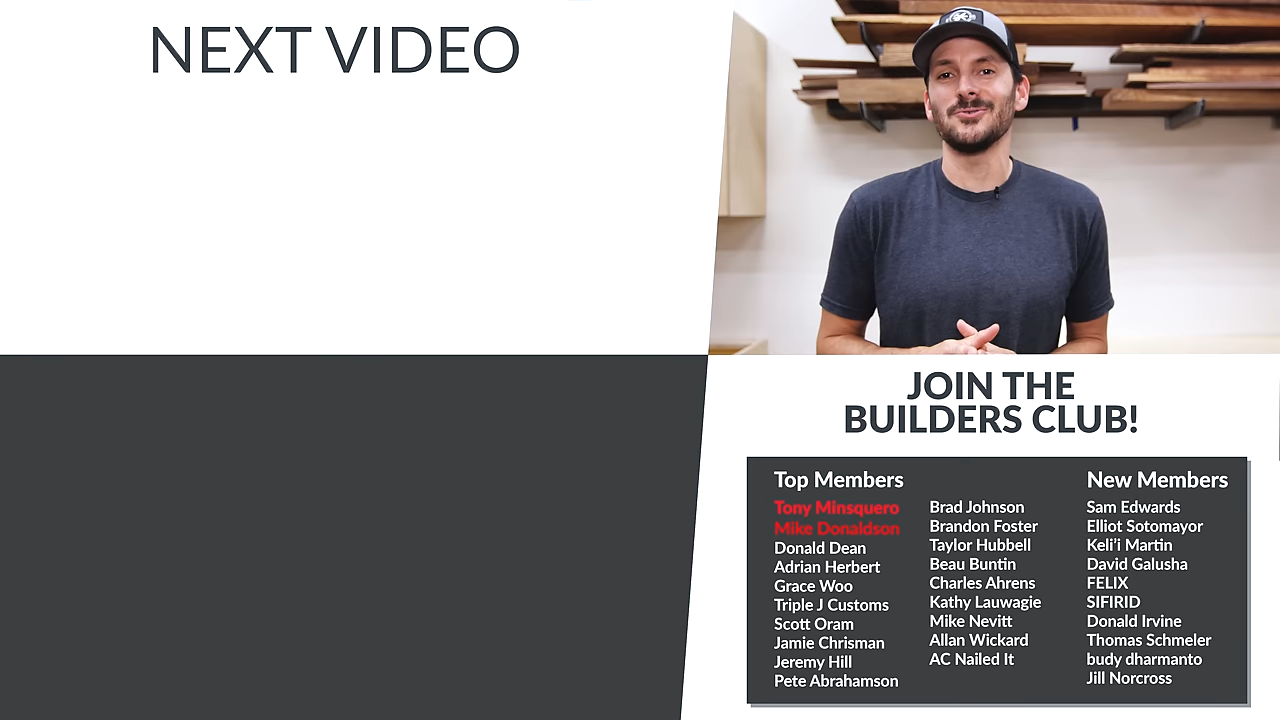 NEXT VIDEO
JOIN THE
BUILDERS CLUB!
Top Members
Tony Minsquero
Mike Donaldson
Donald Dean
Adrian Herbert
Grace Woo
Triple J Customs
Scott Oram
Jamie Chrisman
Jeremy Hill
Pete Abrahamson
Brad Johnson
Brandon Foster
Taylor Hubbell
Beau Buntin
Charles Ahrens
Kathy Lauwagie
Mike Nevitt
Allan Wickard
AC Nailed It
New Members
Sam Edwards
Elliot Sotomayor
Keli'i Martin
David Galusha
FELIX
SIFIRID
Donald Irvine
Thomas Schmeler
budy dharmanto
Jill Norcross